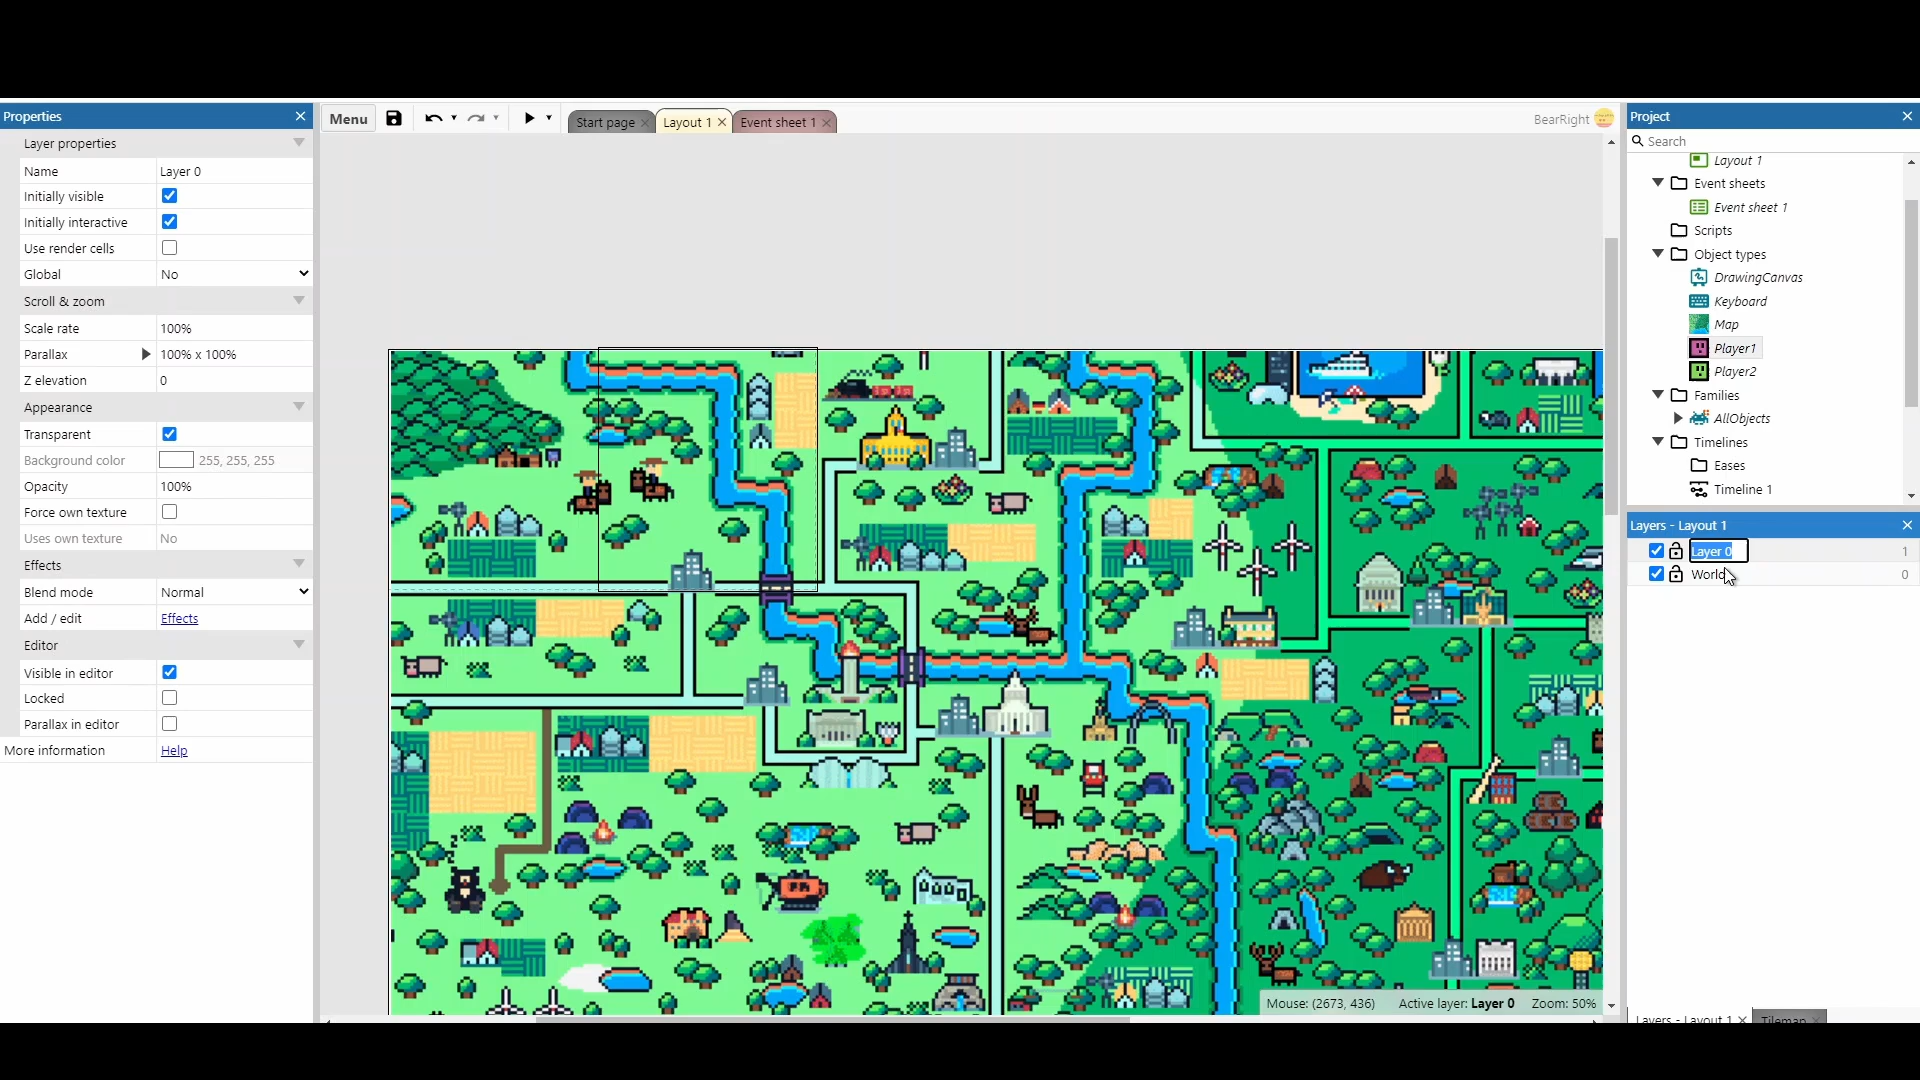 Properties
Layer properties
Name Layer 0
Initially visible
Initially interactive
Use render cells
Global No
Scroll & zoom
Scale rate 100%
Parallax 100% x 100%
Z elevation 0
Appearance
Transparent
Background color 255, 255, 255
Opacity 100%
Force own texture
Uses own texture No
Effects
Blend mode Normal
Add / edit Effects
Editor
Visible in editor
Locked
Parallax in editor
More information Help
Menu
Start page
Layout 1
Event sheet 1
BearRight
Mouse: (2673, 436) Active layer: Layer 0 Zoom: 50%
Project
Search
Layout 1
Event sheets
Event sheet 1
Scripts
Object types
DrawingCanvas
Keyboard
Map
Player1
Player2
Families
AllObjects
Timelines
Eases
Timeline 1
Layers - Layout 1
Layer 0 1
World 0
Layers - Layout 1 Tilemap